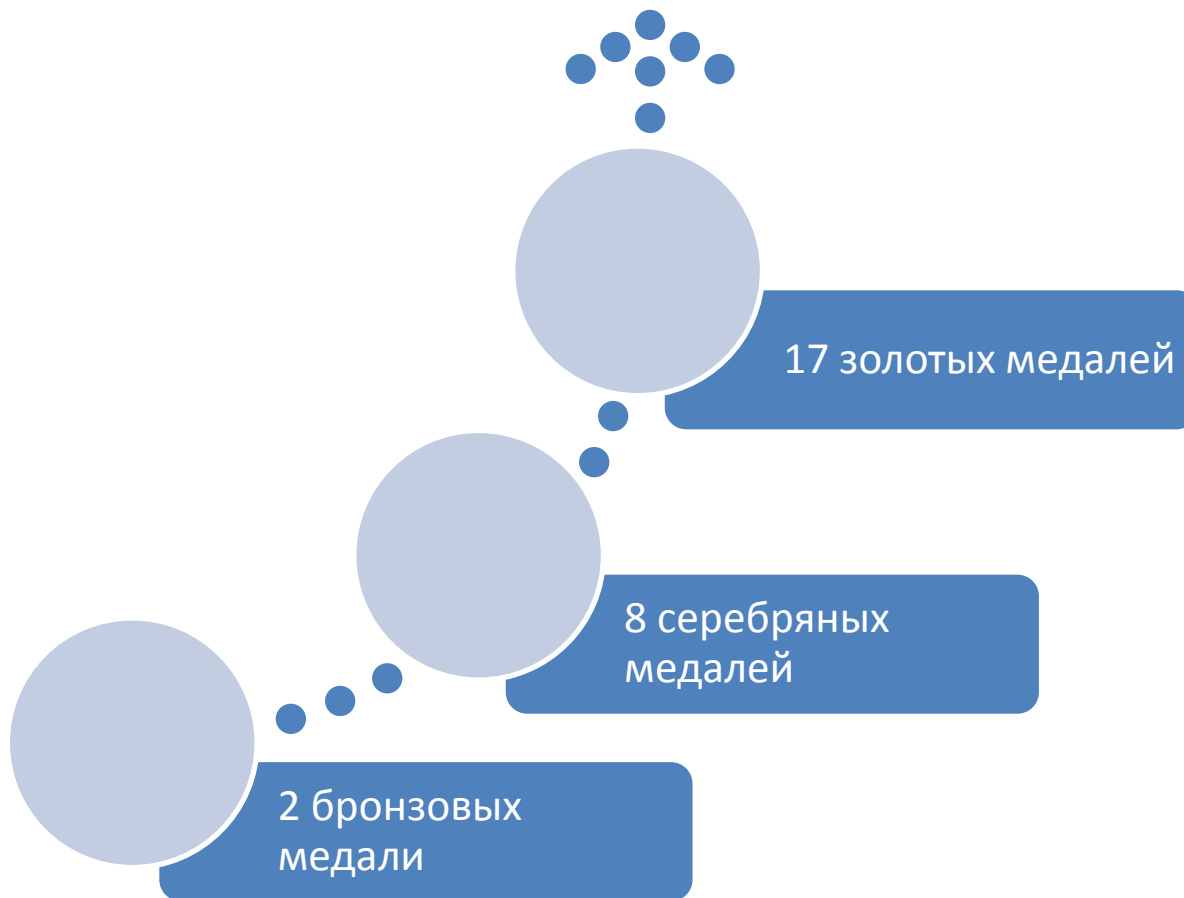 17 золотых медалей
8 серебряных
медалей
2 бронзовых
медали